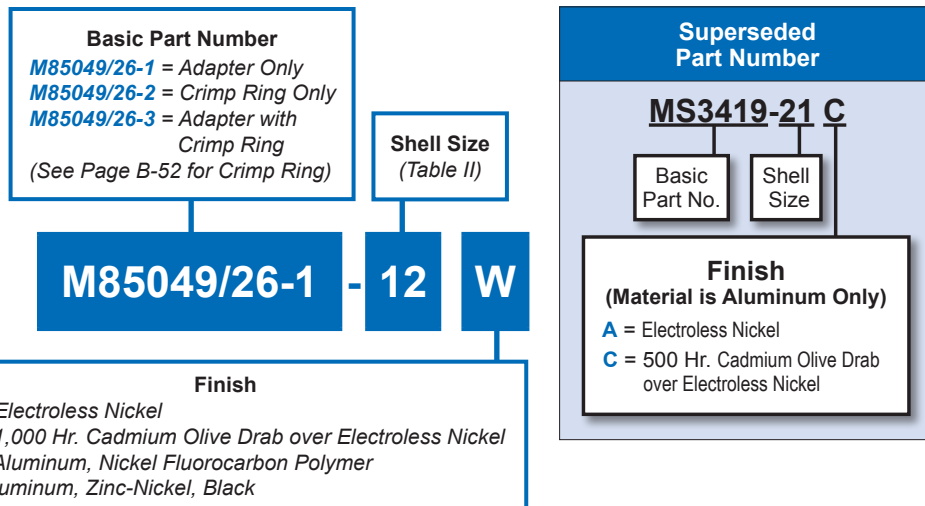 Basic Part Number
M85049/26-1 = Adapter Only
M85049/26-2 = Crimp Ring Only
M85049/26-3 = Adapter with
Crimp Ring
(See Page B-52 for Crimp Ring)
Shell Size
(Table II)
M85049/26-1 - 12 W
Finish
Electroless Nickel
1,000 Hr. Cadmium Olive Drab over Electroless Nickel
Aluminum, Nickel Fluorocarbon Polymer
Zinc-Nickel, Black
Superseded
Part Number
MS3419-21 C
Basic
Part No.
Shell
Size
Finish
(Material is Aluminum Only)
A = Electroless Nickel
C = 500 Hr. Cadmium Olive Drab
over Electroless Nickel